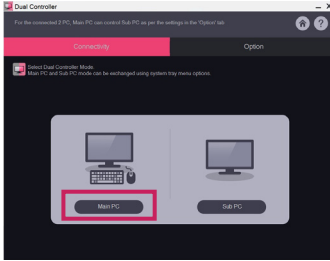 Dual Controller
For the connected 2 PC, Main PC can control Sub PC as per the settings in the 'Option' tab
?
Connectivity
Option
Select Dual Controller Mode.
Main PC and Sub PC mode can be exchanged using system tray menu options.
Main PC
Sub PC